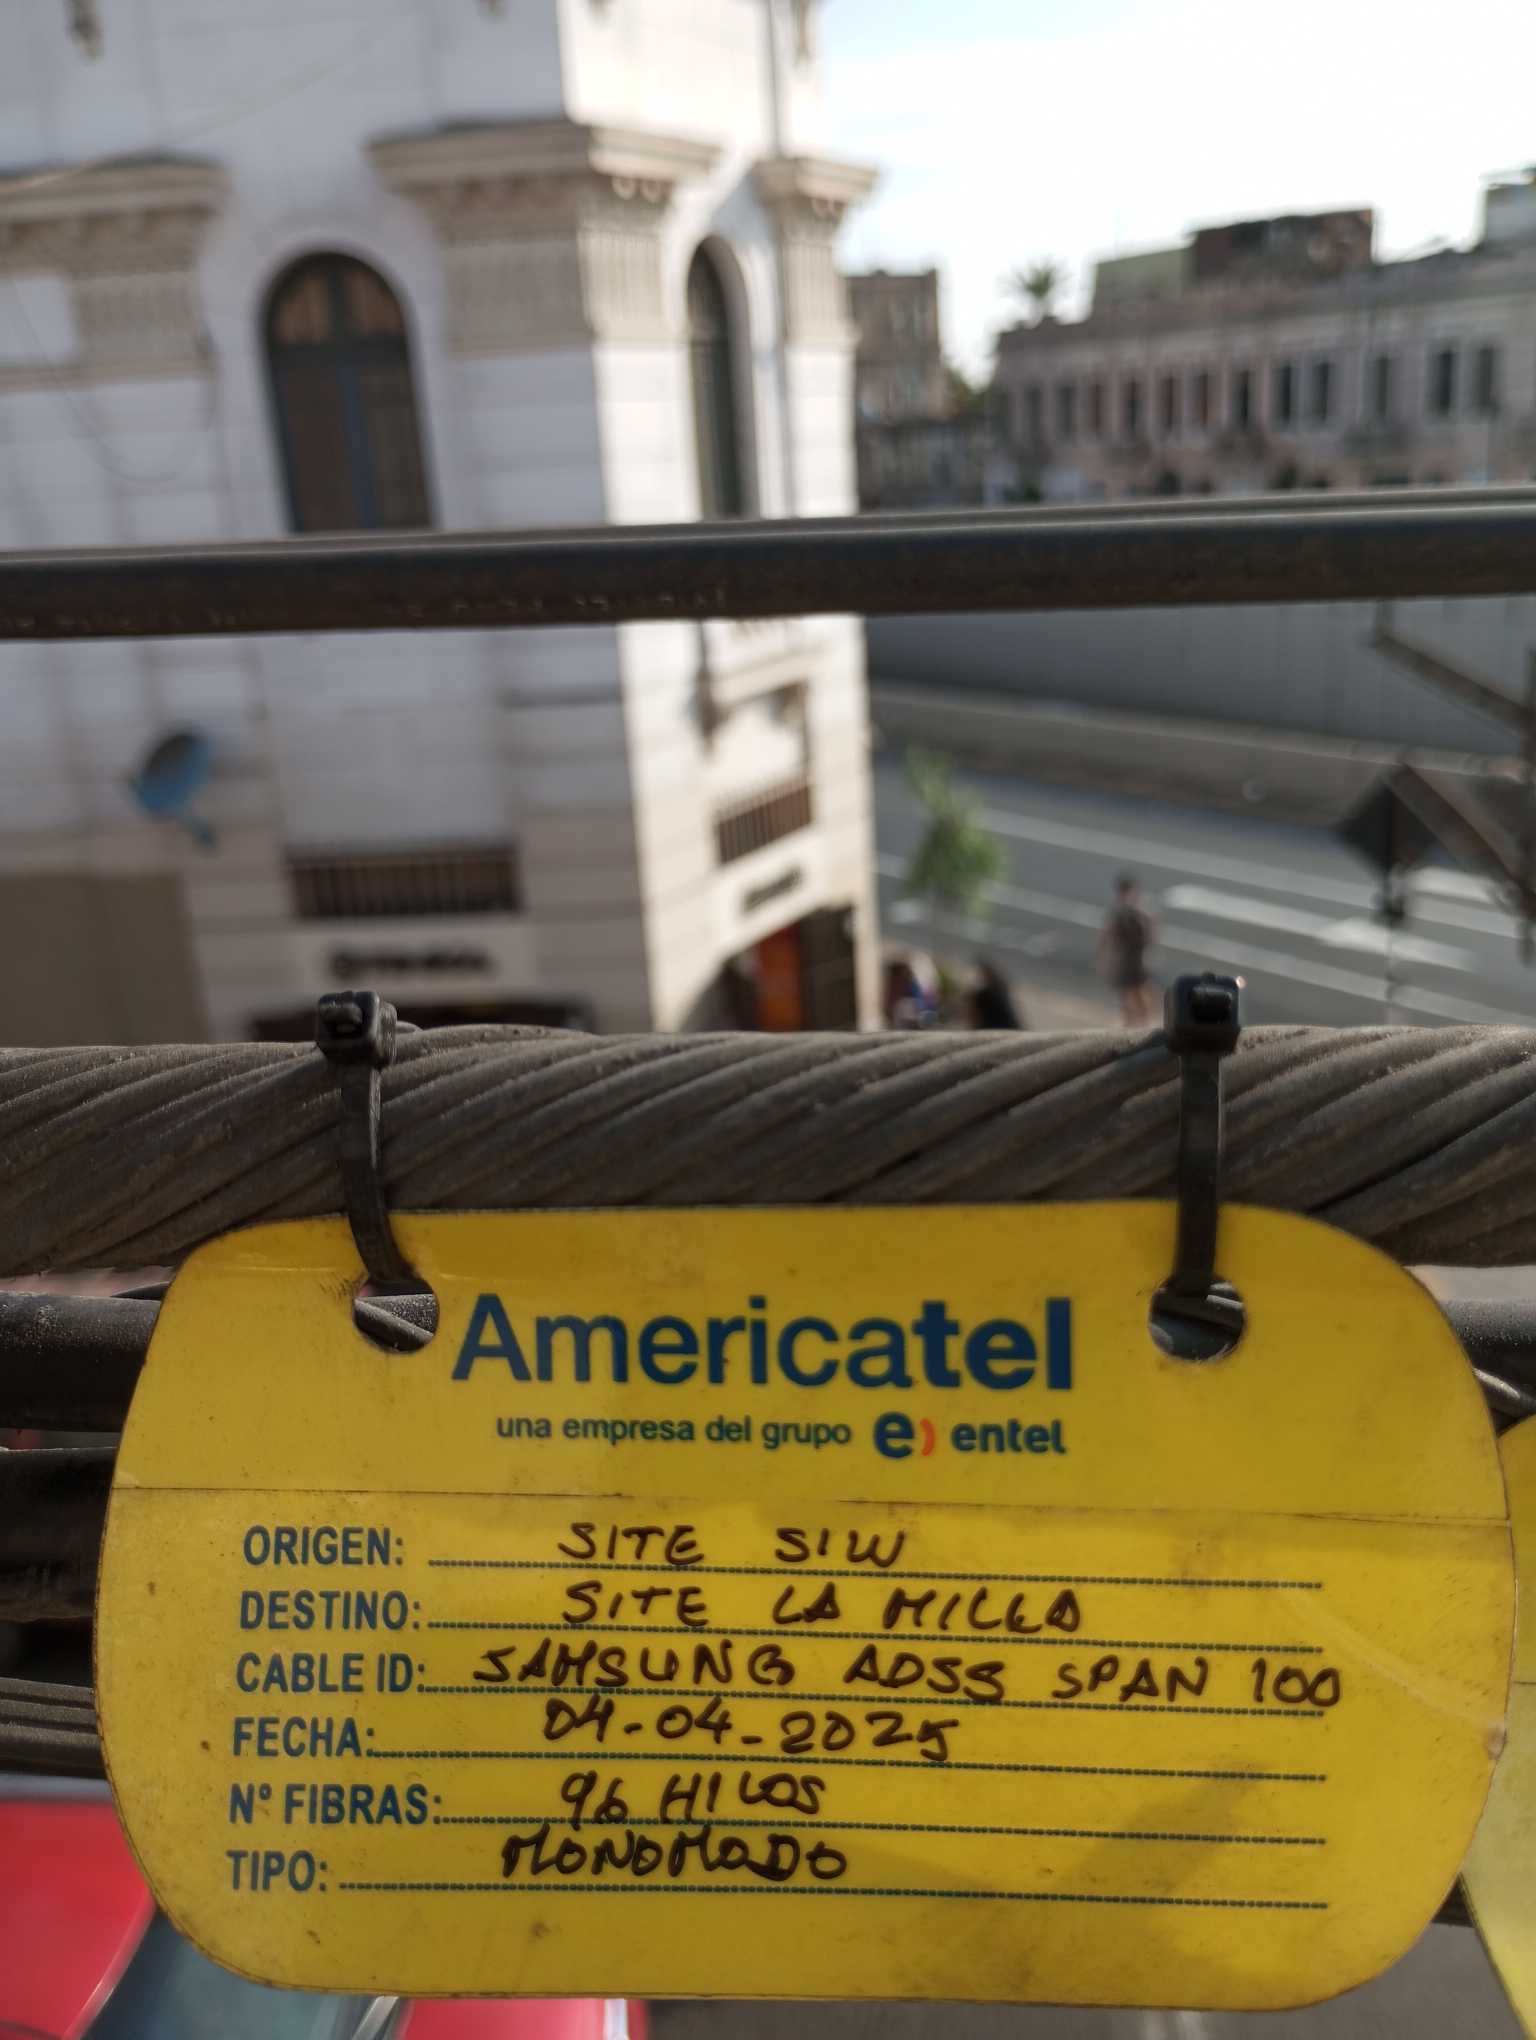 Americatel
una empresa del grupo e) entel
ORIGEN: SITE SIW
DESTINO: SITE LA MILLA
CABLE ID: SAMSUNG ADSS SPAN 100
FECHA: 04-04-2025
Nº FIBRAS: 96 HILOS
TIPO: MONOMODO